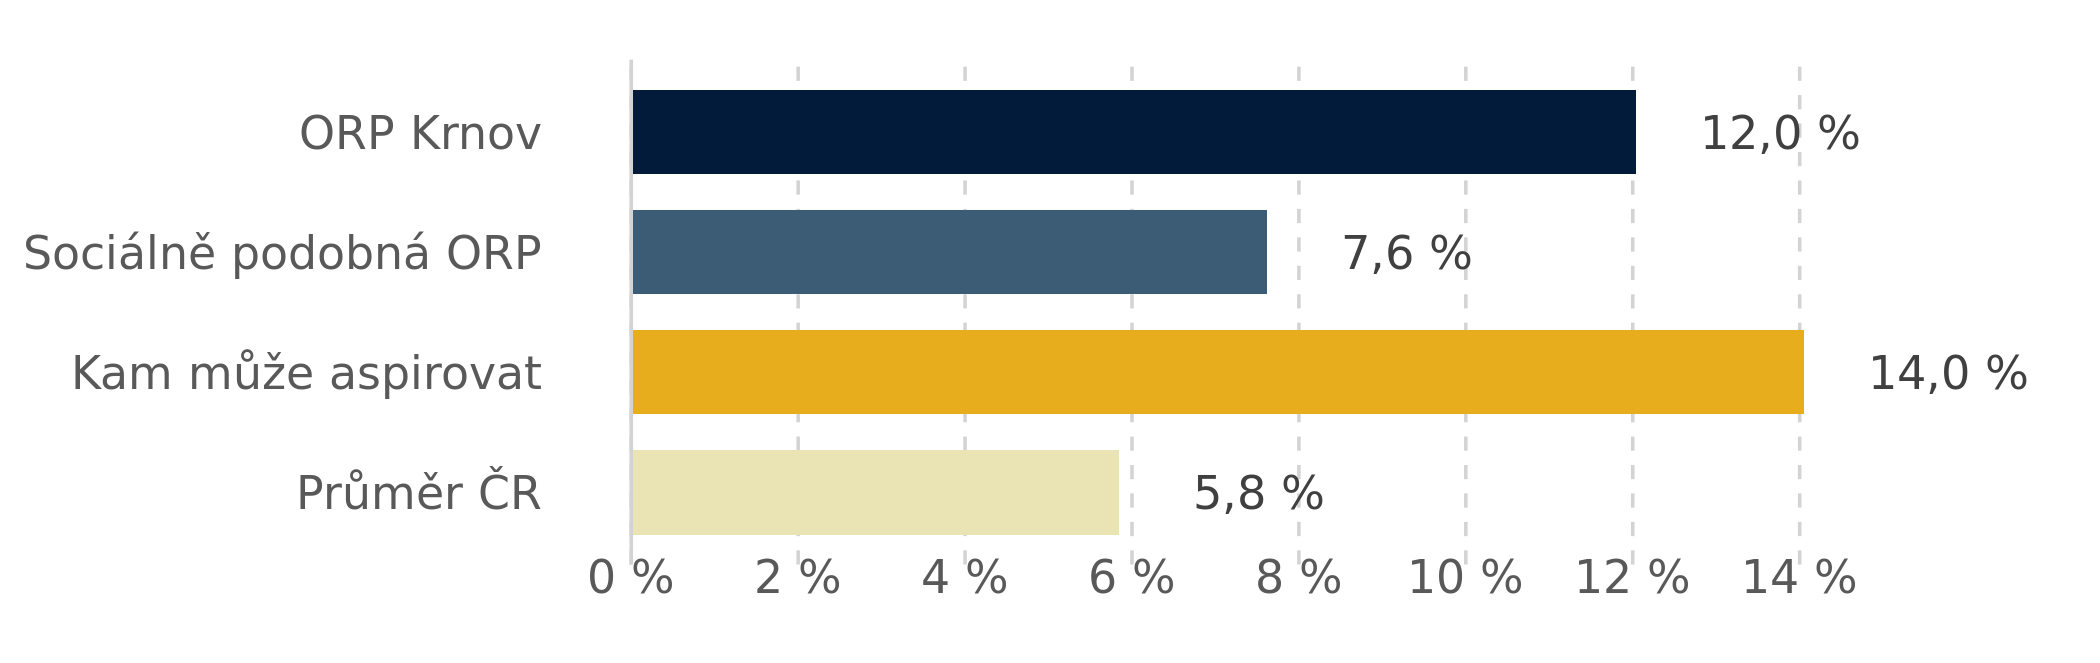 ORP Krnov 12,0 %
Sociálně podobná ORP 7,6 %
Kam může aspirovat 14,0 %
Průměr ČR 5,8 %
0 % 2 % 4 % 6 % 8 % 10 % 12 % 14 %